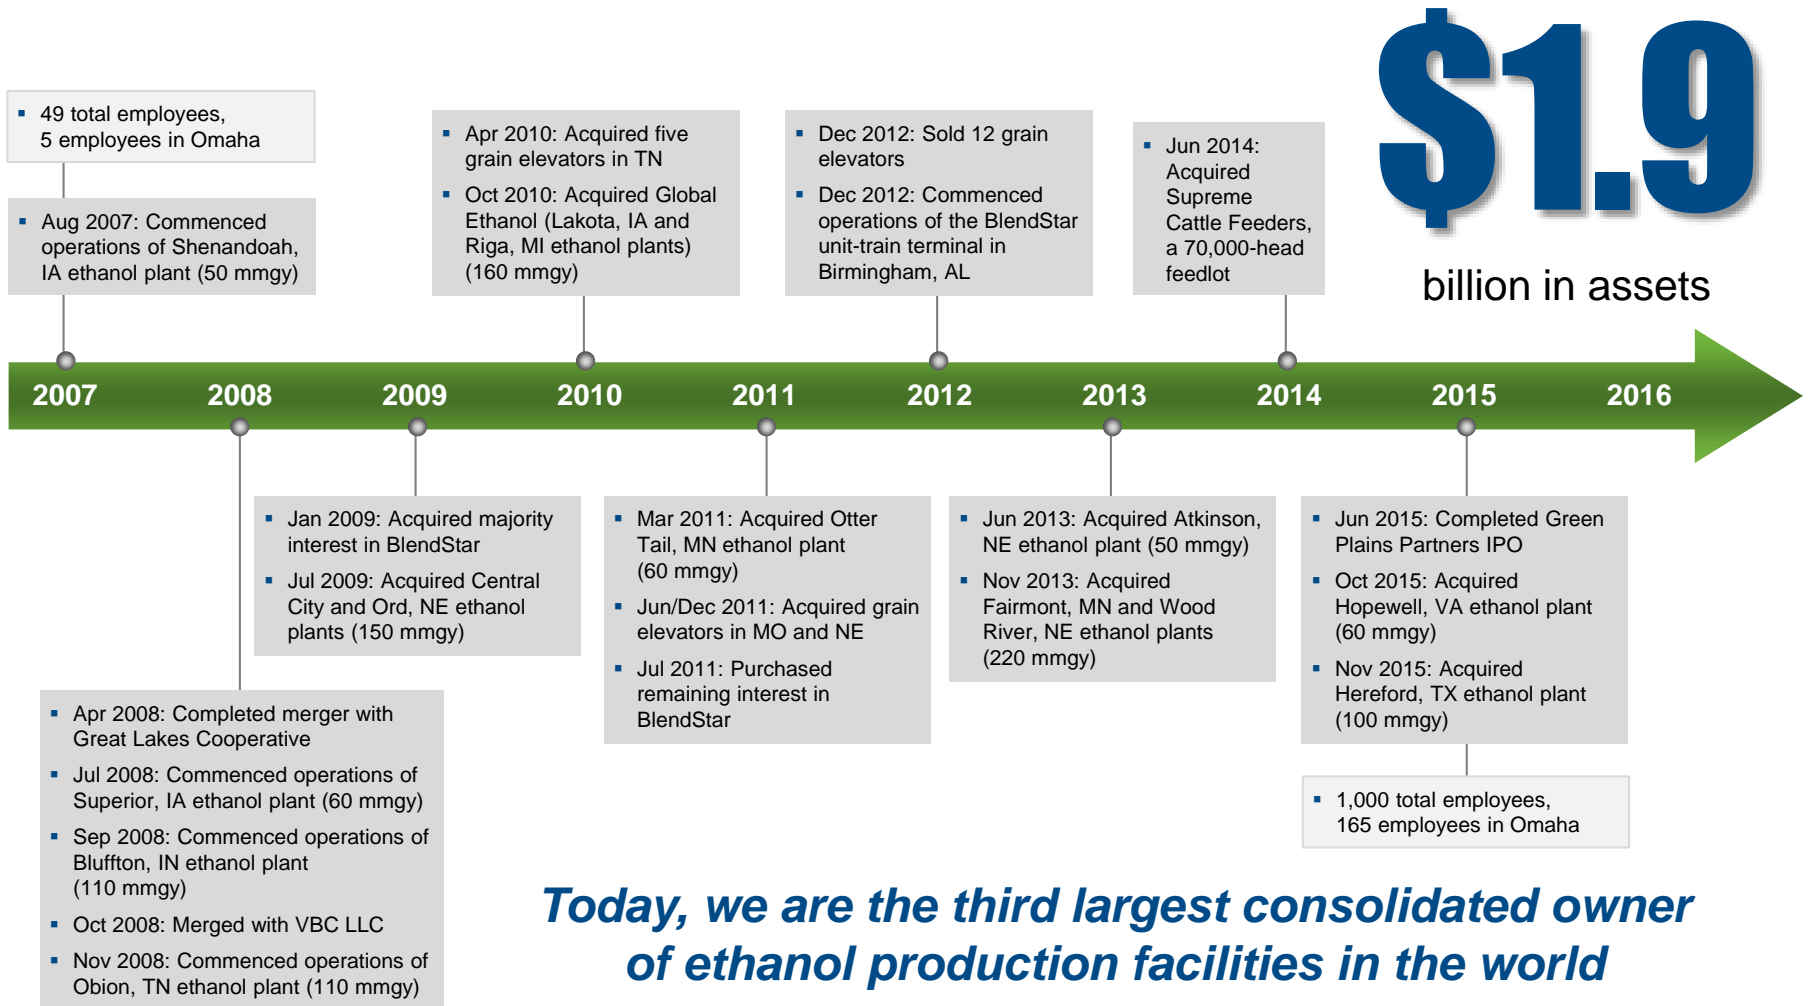 $1.9
billion in assets
▪ 49 total employees,
5 employees in Omaha
▪ Aug 2007: Commenced
operations of Shenandoah,
IA ethanol plant (50 mmgy)
▪ Apr 2010: Acquired five
grain elevators in TN
▪ Oct 2010: Acquired Global
Ethanol (Lakota, IA and
Riga, MI ethanol plants)
(160 mmgy)
▪ Dec 2012: Sold 12 grain
elevators
▪ Dec 2012: Commenced
operations of the BlendStar
unit-train terminal in
Birmingham, AL
▪ Jun 2014:
Acquired
Supreme
Cattle Feeders,
a 70,000-head
feedlot
2007 2008 2009 2010 2011 2012 2013 2014 2015 2016
▪ Apr 2008: Completed merger with
Great Lakes Cooperative
▪ Jul 2008: Commenced operations of
Superior, IA ethanol plant (60 mmgy)
▪ Sep 2008: Commenced operations of
Bluffton, IN ethanol plant
(110 mmgy)
▪ Oct 2008: Merged with VBC LLC
▪ Nov 2008: Commenced operations of
Obion, TN ethanol plant (110 mmgy)
▪ Jan 2009: Acquired majority
interest in BlendStar
▪ Jul 2009: Acquired Central
City and Ord, NE ethanol
plants (150 mmgy)
▪ Mar 2011: Acquired Otter
Tail, MN ethanol plant
(60 mmgy)
▪ Jun/Dec 2011: Acquired grain
elevators in MO and NE
▪ Jul 2011: Purchased
remaining interest in
BlendStar
▪ Jun 2013: Acquired Atkinson,
NE ethanol plant (50 mmgy)
▪ Nov 2013: Acquired
Fairmont, MN and Wood
River, NE ethanol plants
(220 mmgy)
▪ Jun 2015: Completed Green
Plains Partners IPO
▪ Oct 2015: Acquired
Hopewell, VA ethanol plant
(60 mmgy)
▪ Nov 2015: Acquired
Hereford, TX ethanol plant
(100 mmgy)
▪ 1,000 total employees,
165 employees in Omaha
Today, we are the third largest consolidated owner
of ethanol production facilities in the world